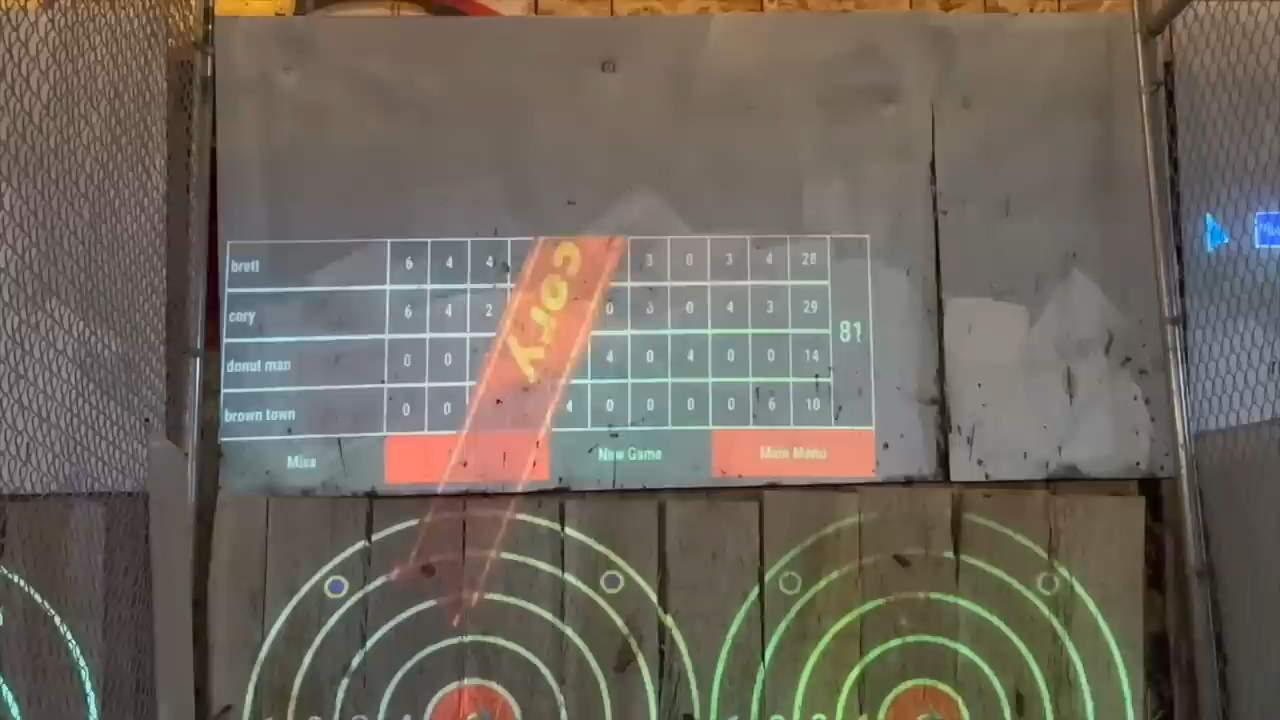 brett 6 4 4 3 0 3 4 28
cory 6 4 2 0 3 0 4 3 29
donut man 0 0 4 0 4 0 0 14
brown town 0 0 4 0 0 0 0 6 10
81
cory
Miss New Game Main Menu